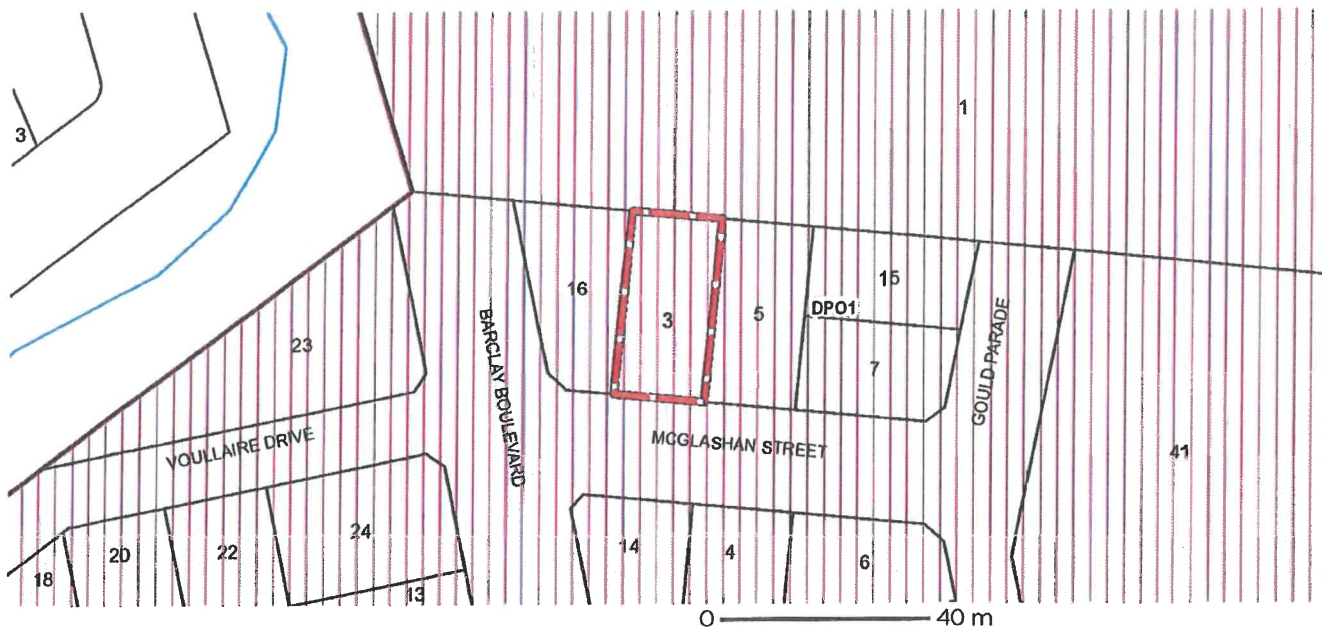 1
3
15
DPO1
16
3
5
23
7
BARCLAY BOULEVARD
GOULD PARADE
VOULLAIRE DRIVE
MCGLASHAN STREET
41
24
14
4
6
20
22
18
13
0 40 m